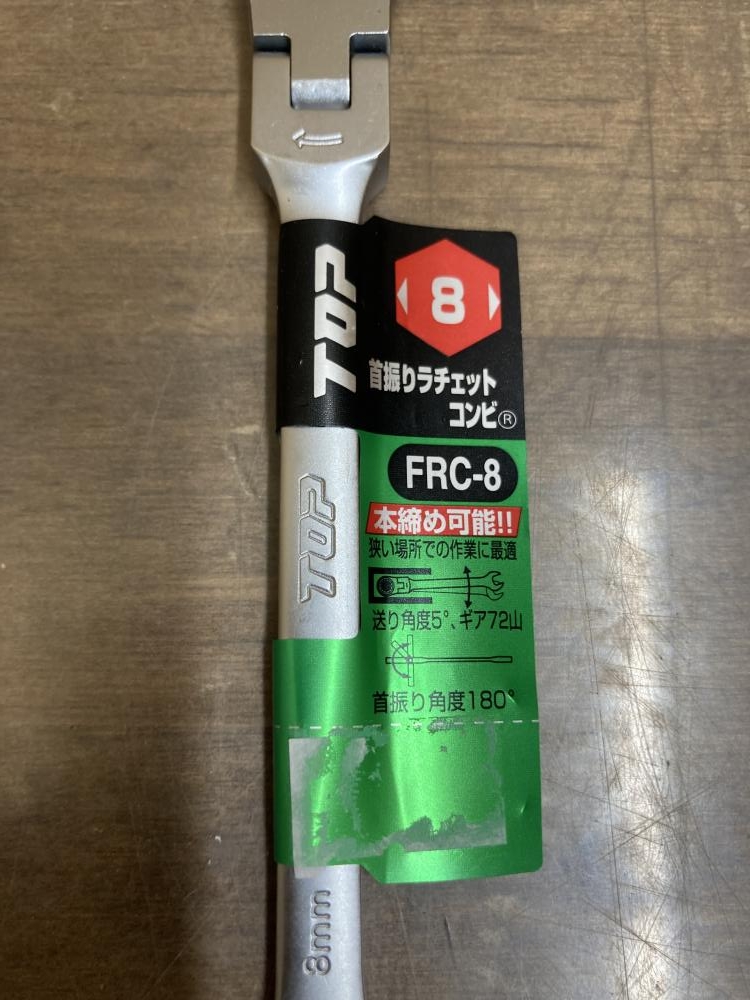 TOP
8
首振りラチェット
コンビ®
FRC-8
TOP
本締め可能!!
狭い場所での作業に最適
送り角度5°、ギア72山
首振り角度180°
8mm